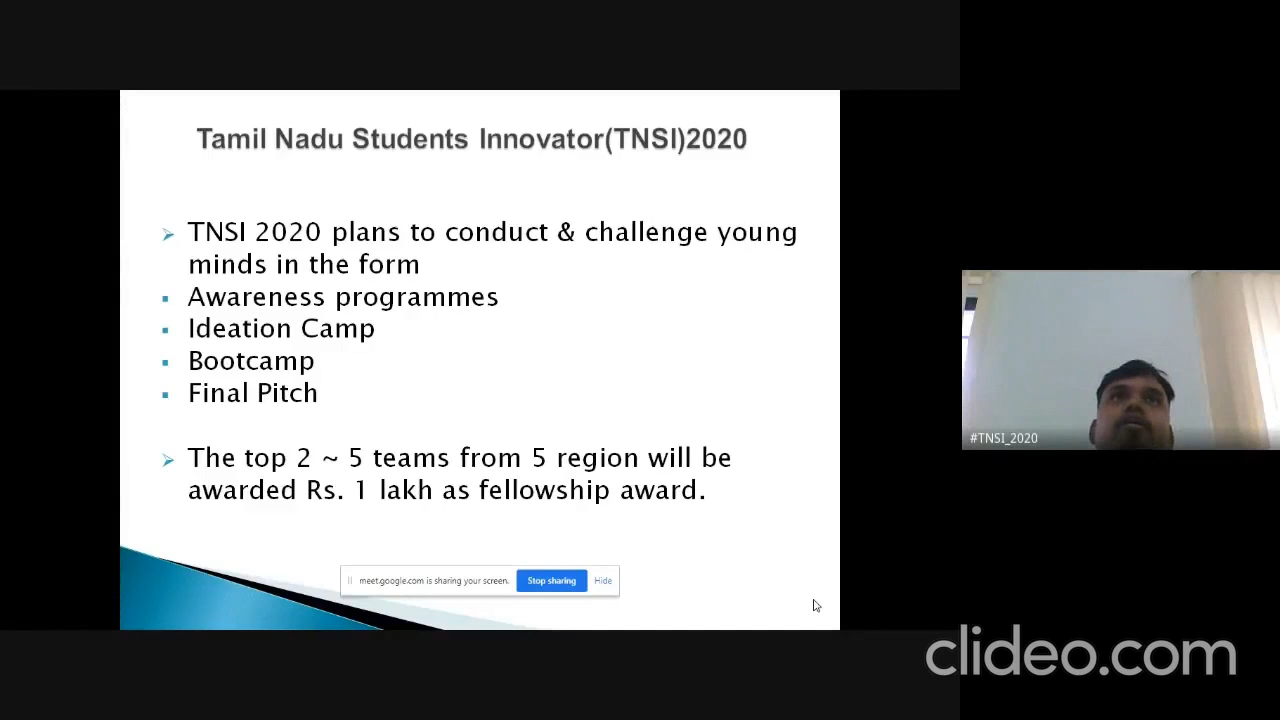 Tamil Nadu Students Innovator(TNSI)2020
TNSI 2020 plans to conduct & challenge young
minds in the form
Awareness programmes
Ideation Camp
Bootcamp
Final Pitch
The top 2 ~ 5 teams from 5 region will be
awarded Rs. 1 lakh as fellowship award.
meet.google.com is sharing your screen. Stop sharing Hide
#TNSI_2020
clideo.com